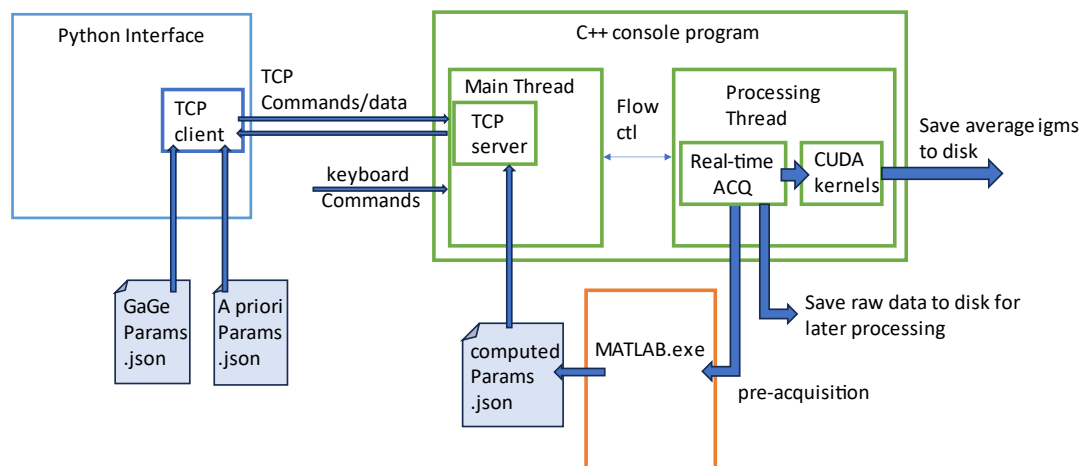 Python Interface
TCP
client
TCP
Commands/data
keyboard
Commands
GaGe
Params
.json
A priori
Params
.json
C++ console program
Main Thread
TCP
server
Flow
ctl
Processing
Thread
Real-time
ACQ
CUDA
kernels
Save average igms
to disk
Save raw data to disk for
later processing
computed
Params
.json
MATLAB.exe
pre-acquisition